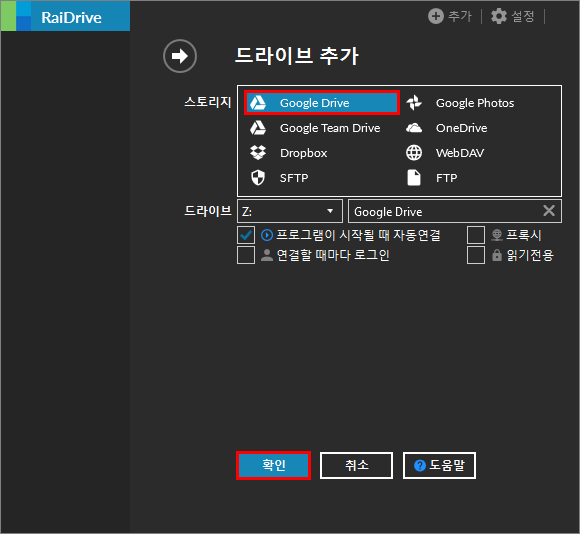 RaiDrive
추가 설정
드라이브 추가
스토리지
Google Drive Google Photos
Google Team Drive OneDrive
Dropbox WebDAV
SFTP FTP
드라이브 Z: Google Drive
프로그램이 시작될 때 자동연결 프록시
연결할 때마다 로그인 읽기전용
확인 취소 ? 도움말